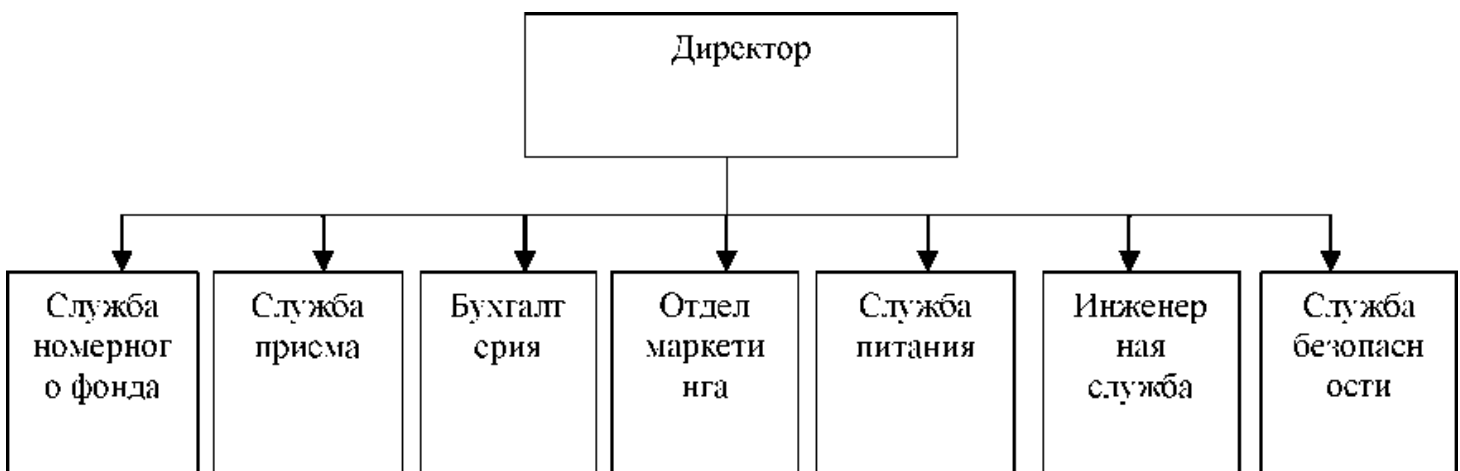 Директор
Служба
номерног
о фонда
Служба
приема
Бухгалт
ерия
Отдел
маркети
нга
Служба
питания
Инженер
ная
служба
Служба
безопасн
ости